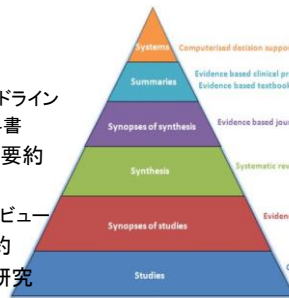 Systems
Computerised decision suppor
Summaries
Evidence based clinical pr
Evidence based textbook
ドライン
書
要約
Synopses of synthesis
Evidence based jour
Synthesis
Systematic rev
ビュー
約
Synopses of studies
Eviden
研究
Studies